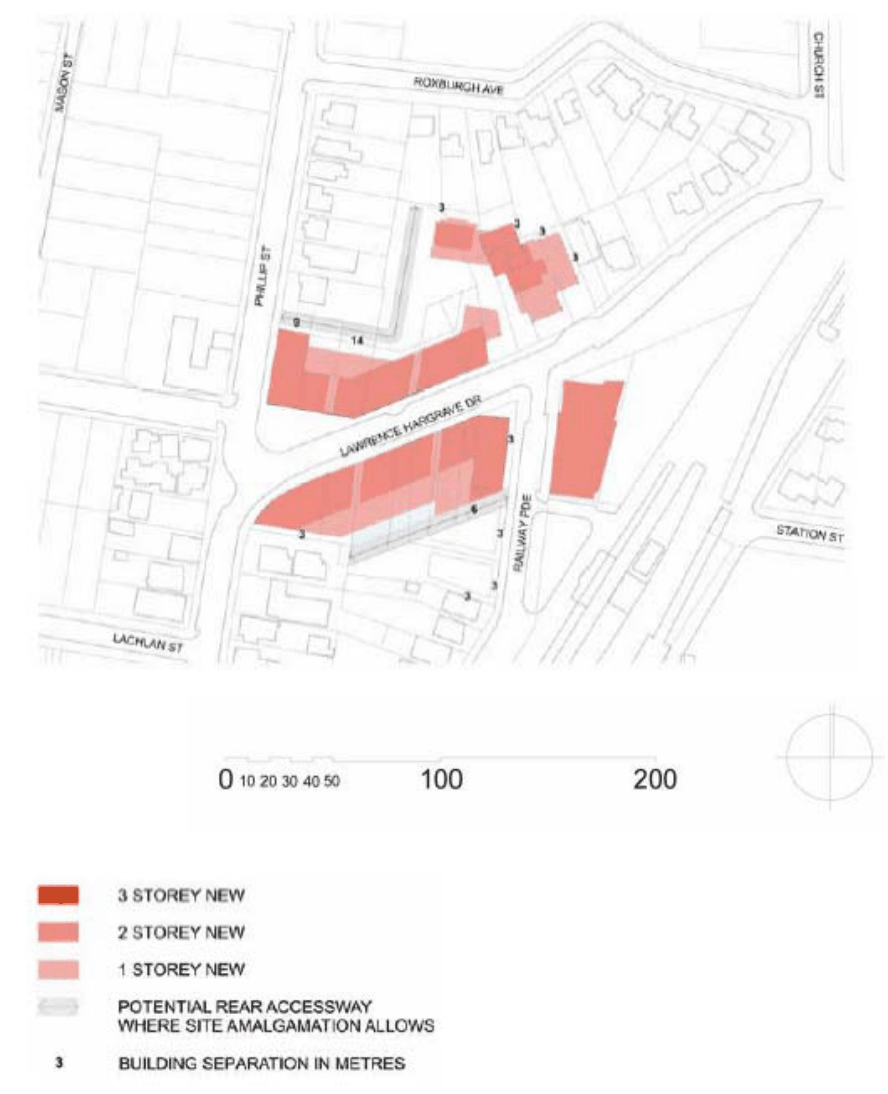 MASON ST
ROXBURGH AVE
CHURCH ST
3
3
3
3
PHILLIP ST
9
14
LAWRENCE HARGRAVE DR
3
6
3
3
RAILWAY PDE
STATION ST
3
3
LACHLAN ST
0 10 20 30 40 50 100 200
3 STOREY NEW
2 STOREY NEW
1 STOREY NEW
POTENTIAL REAR ACCESSWAY
WHERE SITE AMALGAMATION ALLOWS
3 BUILDING SEPARATION IN METRES